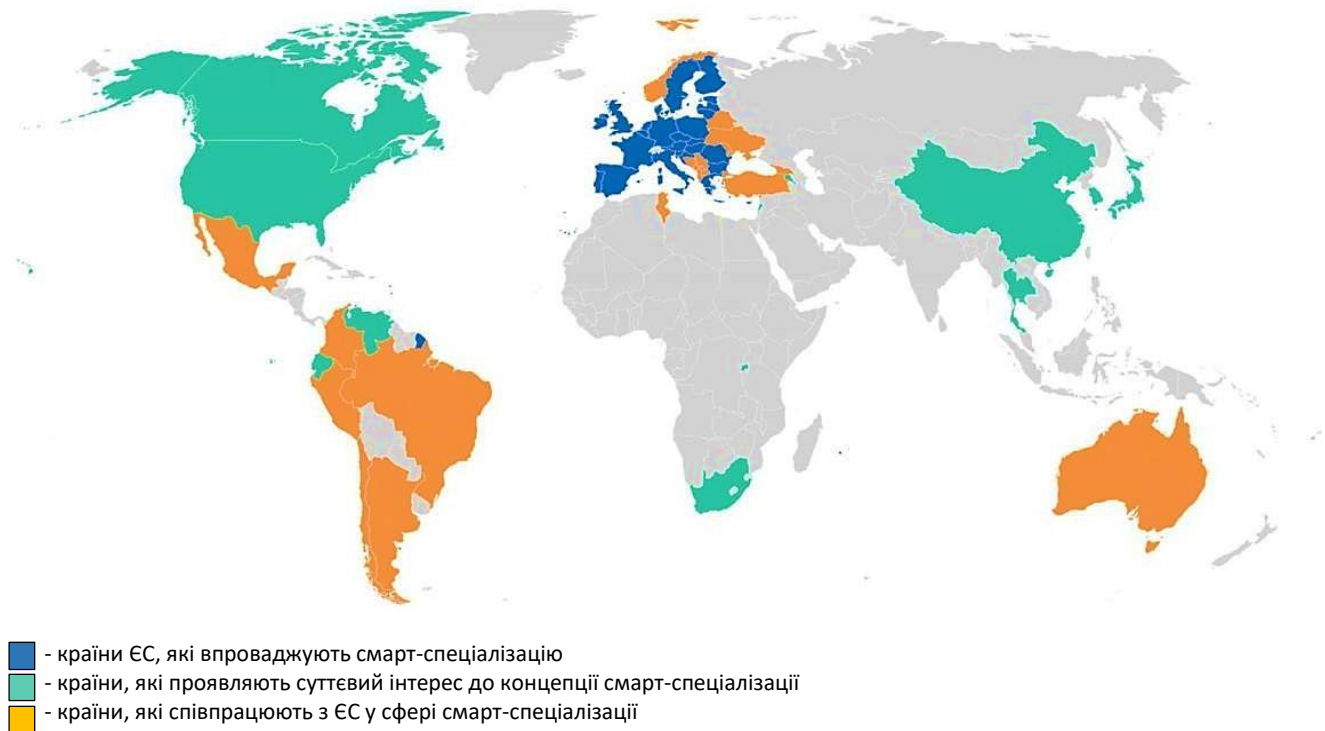 - країни ЄС, які впроваджують смарт-спеціалізацію
- країни, які проявляють суттєвий інтерес до концепції смарт-спеціалізації
- країни, які співпрацюють з ЄС у сфері смарт-спеціалізації